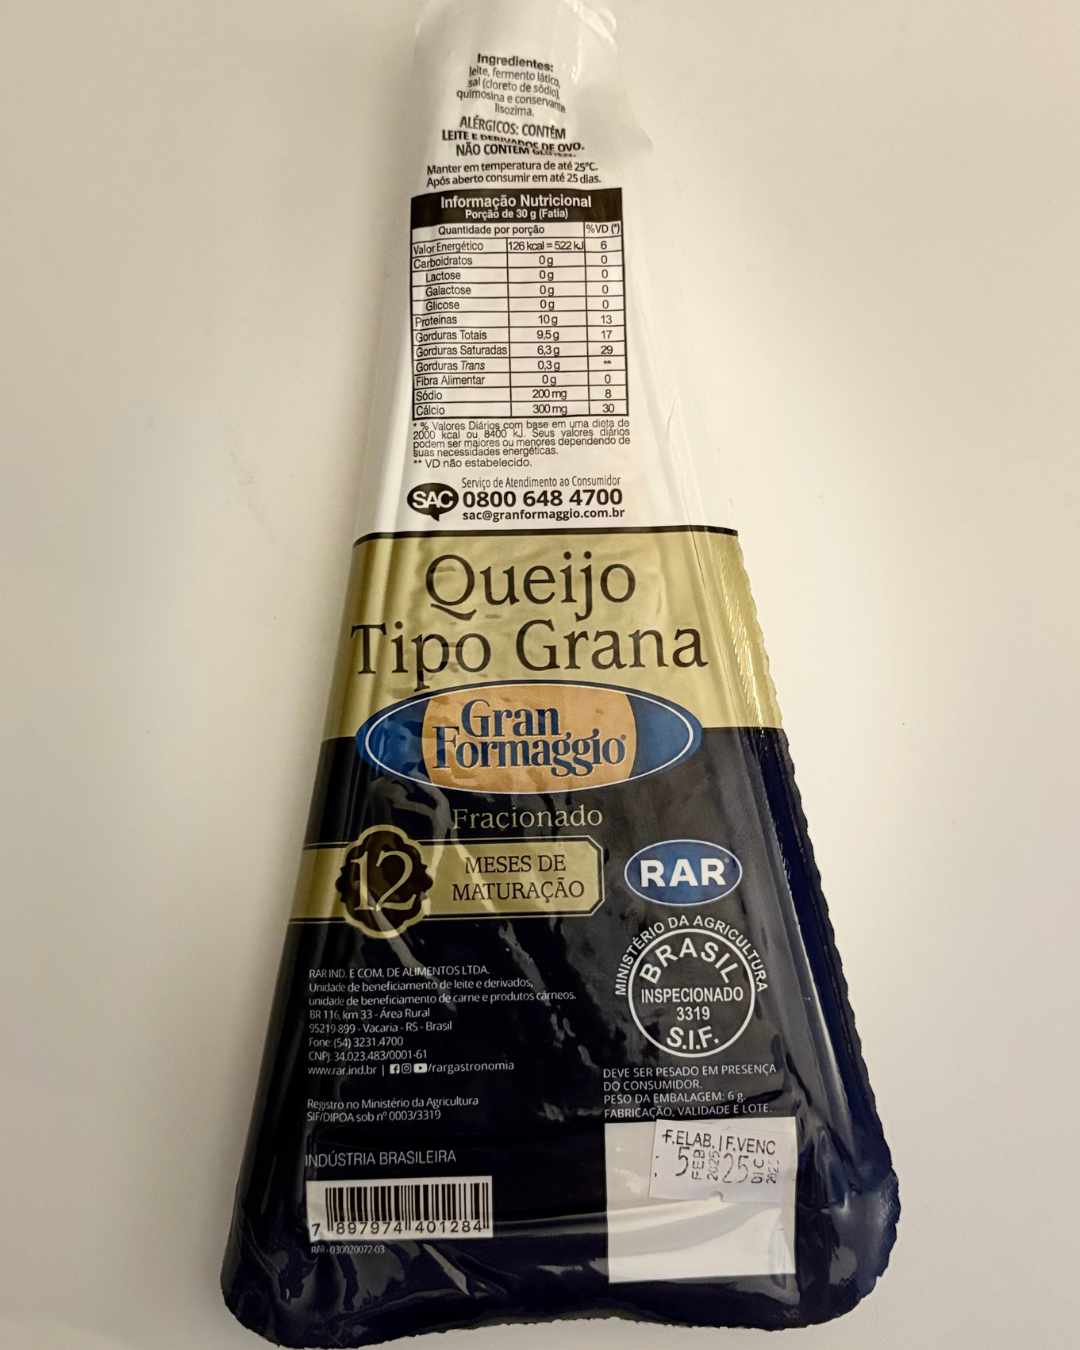 Ingredientes:
leite, fermento lático,
sal (cloreto de sódio),
quimosina e conservante
lisozima.
ALÉRGICOS: CONTÉM
LEITE E DERIVADOS DE OVO.
NÃO CONTÉM GLÚTEN.
Manter em temperatura de até 25°C.
Após aberto consumir em até 25 dias.
Informação Nutricional
Porção de 30 g (Fatia)
Quantidade por porção %VD (*)
Valor Energético 126 kcal = 522 kJ 6
Carboidratos 0 g 0
Lactose 0 g 0
Galactose 0 g 0
Glicose 0 g 0
Proteínas 10 g 13
Gorduras Totais 9,5 g 17
Gorduras Saturadas 6,3 g 29
Gorduras Trans 0,3 g **
Fibra Alimentar 0 g 0
Sódio 200 mg 8
Cálcio 300 mg 30
* % Valores Diários com base em uma dieta de
2000 kcal ou 8400 kJ. Seus valores diários
podem ser maiores ou menores dependendo de
suas necessidades energéticas.
** VD não estabelecido.
Serviço de Atendimento ao Consumidor
SAC 0800 648 4700
sac@granformaggio.com.br
Queijo
Tipo Grana
Gran
Formaggio®
Fracionado
12 MESES DE
MATURAÇÃO
RAR
MINISTÉRIO DA AGRICULTURA
BRASIL
INSPECIONADO
3319
S.I.F.
RAR IND. E COM. DE ALIMENTOS LTDA.
Unidade de beneficiamento de leite e derivados,
unidade de beneficiamento de carne e produtos cárneos.
BR 116, km 33 - Área Rural
95219-899 - Vacaria - RS - Brasil
Fone: (54) 3231.4700
CNPJ: 34.023.483/0001-61
www.rar.ind.br | /rargastronomia
DEVE SER PESADO EM PRESENÇA
DO CONSUMIDOR.
PESO DA EMBALAGEM: 6 g.
FABRICAÇÃO, VALIDADE E LOTE.
Registro no Ministério da Agricultura
SIF/DIPOA sob nº 0003/3319
F.ELAB. | F.VENC
5 FEB 2025 25 DIC
INDÚSTRIA BRASILEIRA
7 897974 401284
RAR - 030020072-03